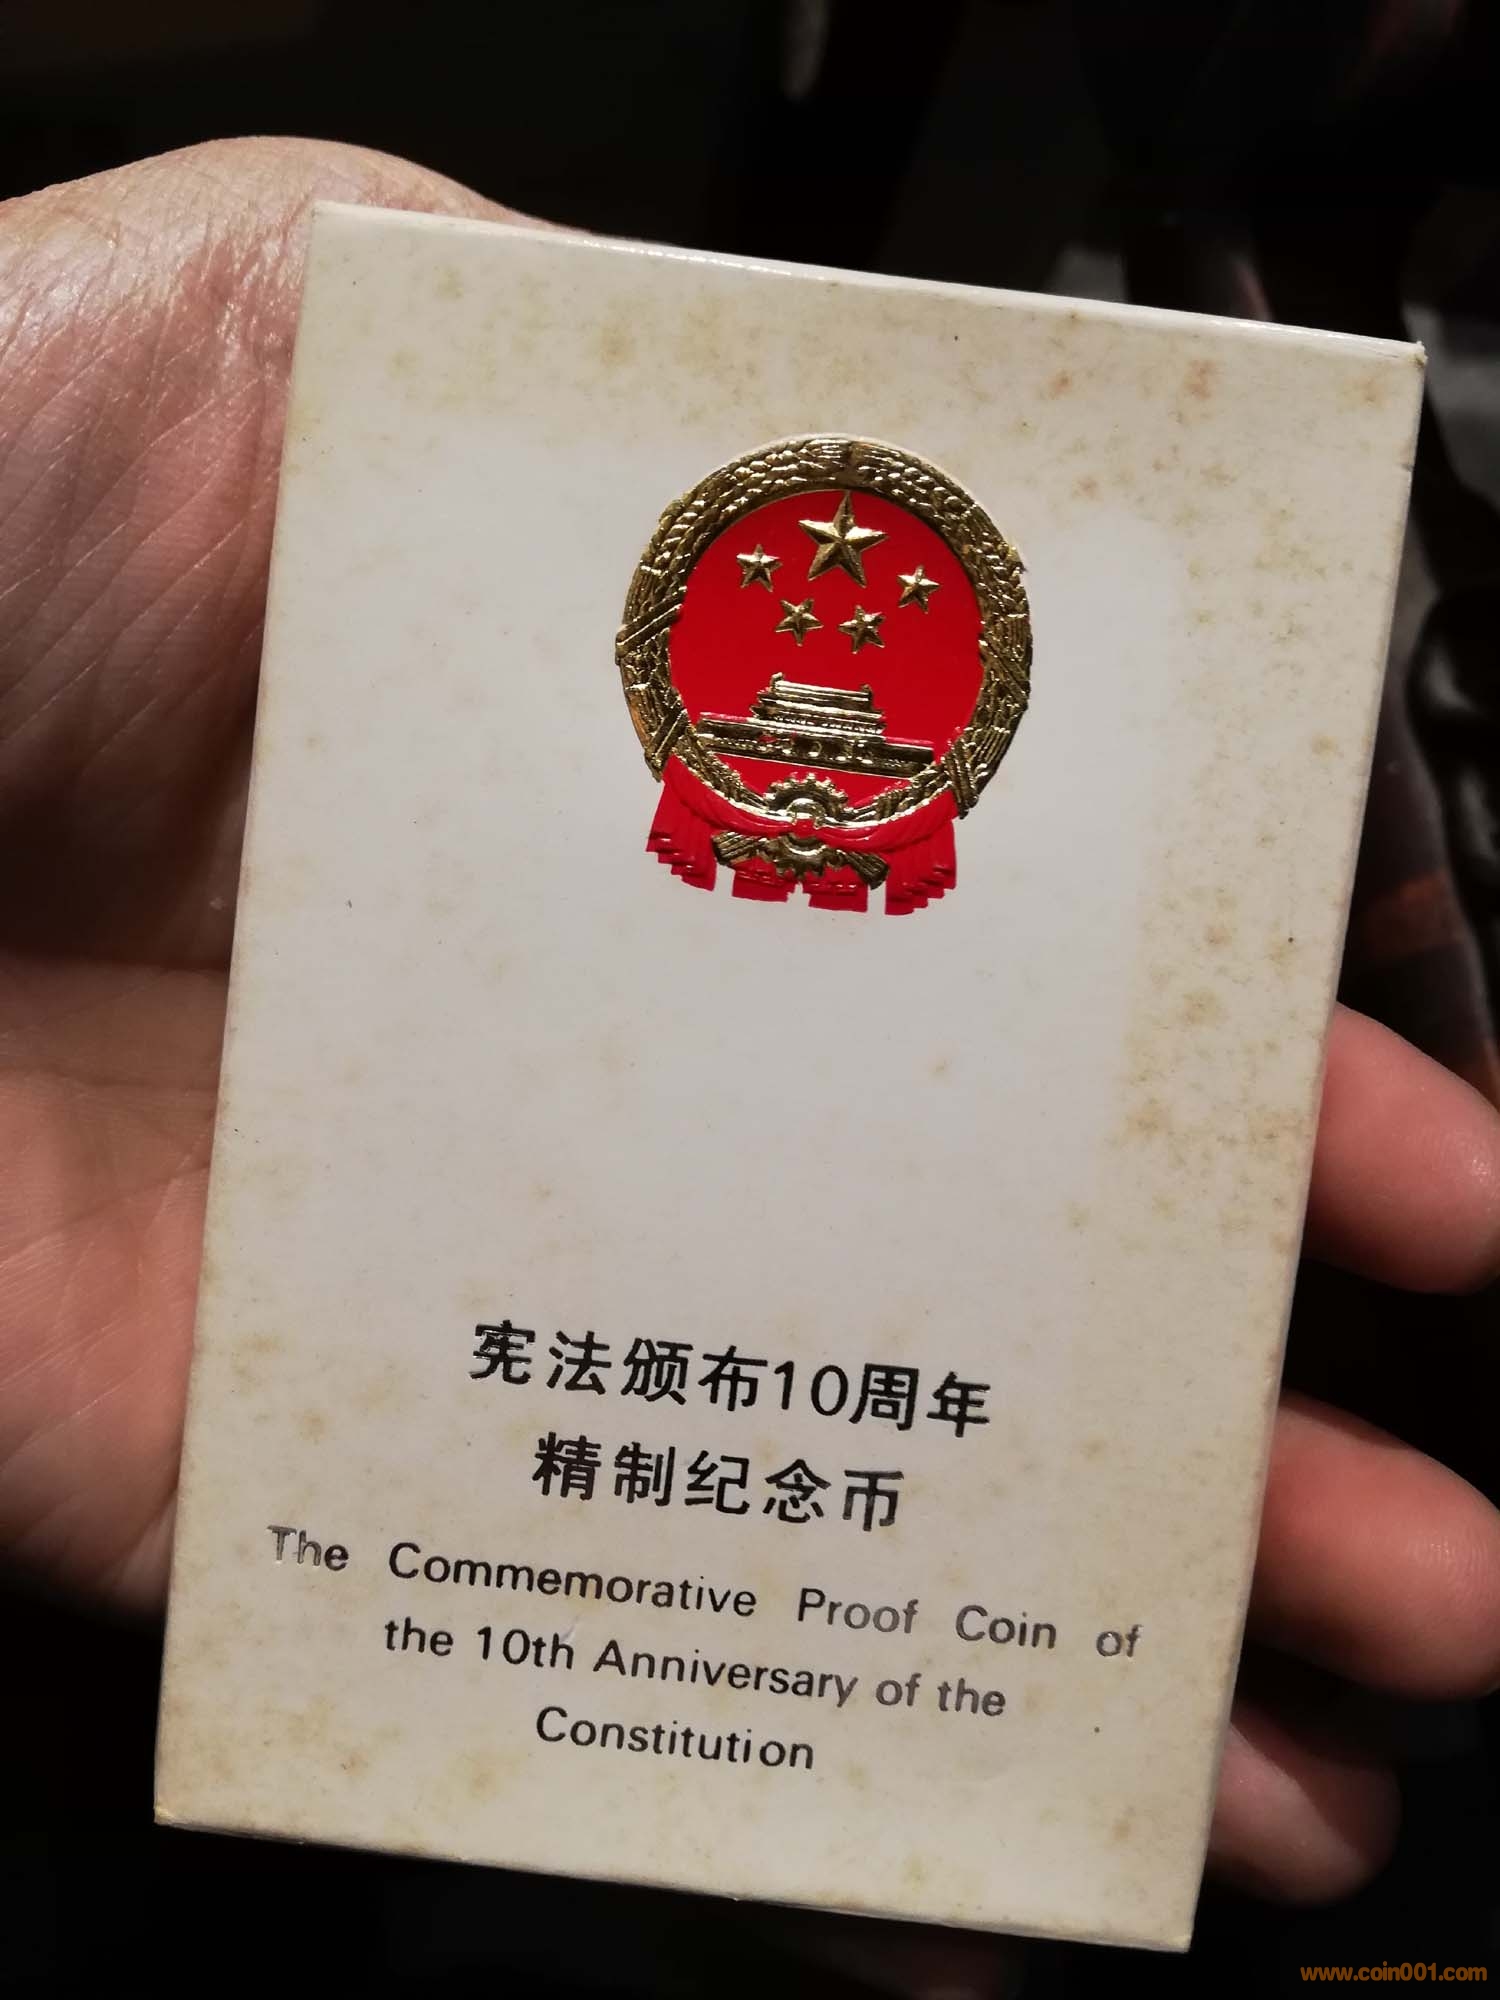 宪法颁布10周年
精制纪念币
The Commemorative Proof Coin of
the 10th Anniversary of the
Constitution
www.coin001.com